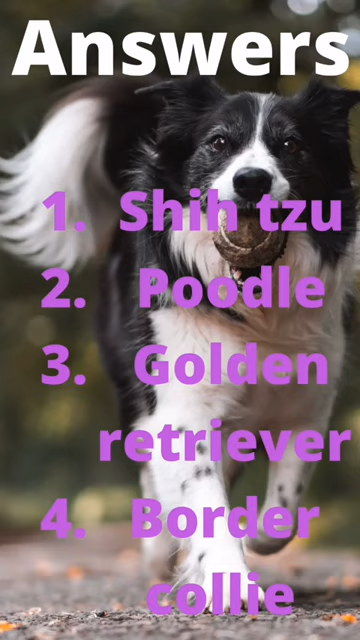 Answers
1. Shih tzu
2. Poodle
3. Golden
retriever
4. Border
collie